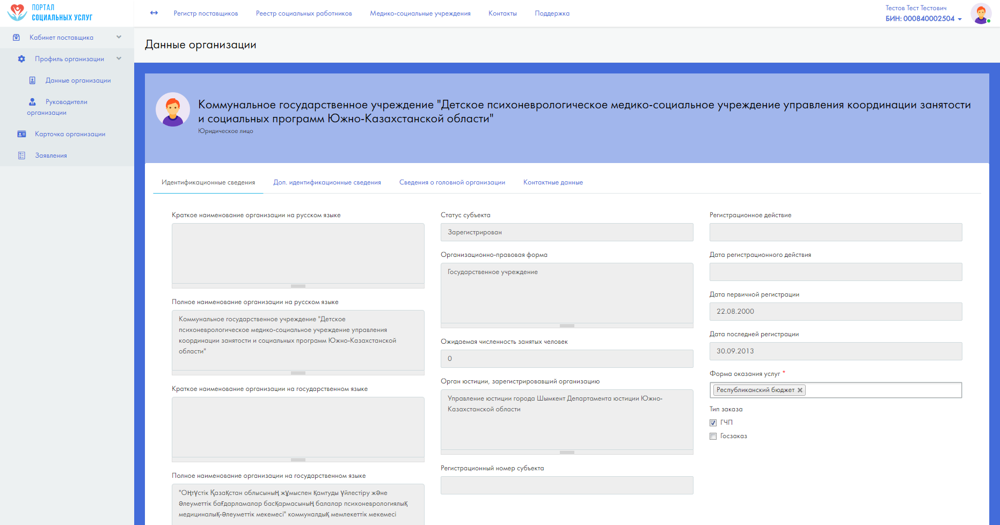 ПОРТАЛ
СОЦИАЛЬНЫХ УСЛУГ
Регистр поставщиков
Реестр социальных работников
Медико-социальные учреждения
Контакты
Поддержка
Тестов Тест Тестович
БИН: 000840002504
Кабинет поставщика
Профиль организации
Данные организации
Руководители
организации
Карточка организации
Заявления
Данные организации
Коммунальное государственное учреждение "Детское психоневрологическое медико-социальное учреждение управления координации занятости
и социальных программ Южно-Казахстанской области"
Юридическое лицо
Идентификационные сведения
Доп. идентификационные сведения
Сведения о головной организации
Контактные данные
Краткое наименование организации на русском языке
Полное наименование организации на русском языке
Коммунальное государственное учреждение "Детское
психоневрологическое медико-социальное учреждение управления
координации занятости и социальных программ Южно-Казахстанской
области"
Краткое наименование организации на государственном языке
Полное наименование организации на государственном языке
"Оңтүстік Қазақстан облысының жұмыспен қамтуды үйлестіру және
әлеуметтік бағдарламалар басқармасының балалар психоневрологиялық
медициналық-әлеуметтік мекемесі" коммуналдық мемлекеттік мекемесі
Статус субъекта
Зарегистрирован
Организационно-правовая форма
Государственное учреждение
Ожидаемая численность занятых человек
0
Орган юстиции, зарегистрировавший организацию
Управление юстиции города Шымкент Департамента юстиции Южно-
Казахстанской области
Регистрационный номер субъекта
Регистрационное действие
Дата регистрационного действия
Дата первичной регистрации
22.08.2000
Дата последней регистрации
30.09.2013
Форма оказания услуг *
Республиканский бюджет
Тип заказа
ГЧП
Госзаказ